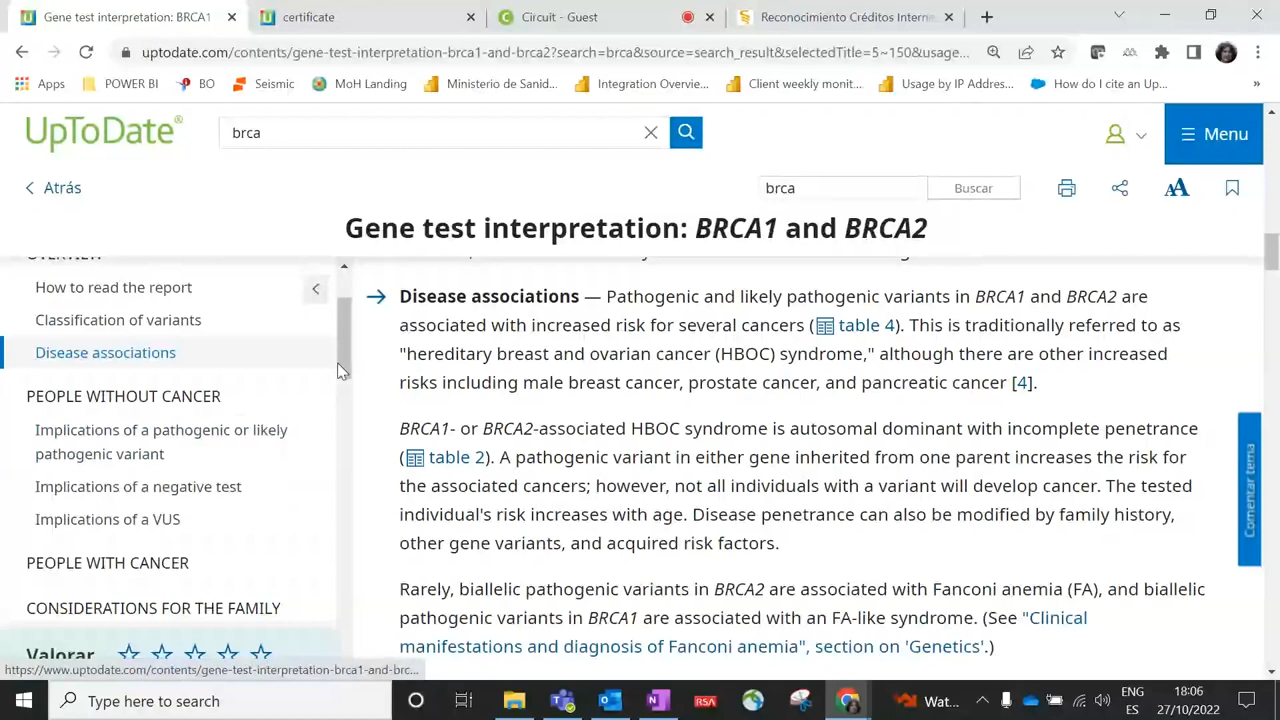 Gene test interpretation: BRCA1
certificate
Circuit - Guest
Reconocimiento Créditos Intern
uptodate.com/contents/gene-test-interpretation-brca1-and-brca2?search=brca&source=search_result&selectedTitle=5~150&usage...
Apps
POWER BI
BO
Seismic
MoH Landing
Ministerio de Sanid...
Integration Overvie...
Client weekly monit...
Usage by IP Addres...
How do I cite an Up...
»
UpToDate®
brca
Menu
Atrás
brca
Buscar
AA
Gene test interpretation: BRCA1 and BRCA2
OVERVIEW
How to read the report
Classification of variants
Disease associations
PEOPLE WITHOUT CANCER
Implications of a pathogenic or likely
pathogenic variant
Implications of a negative test
Implications of a VUS
PEOPLE WITH CANCER
CONSIDERATIONS FOR THE FAMILY
Valorar
https://www.uptodate.com/contents/gene-test-interpretation-brca1-and-brc...
Disease associations — Pathogenic and likely pathogenic variants in BRCA1 and BRCA2 are
associated with increased risk for several cancers ( table 4). This is traditionally referred to as
"hereditary breast and ovarian cancer (HBOC) syndrome," although there are other increased
risks including male breast cancer, prostate cancer, and pancreatic cancer [4].
BRCA1- or BRCA2-associated HBOC syndrome is autosomal dominant with incomplete penetrance
( table 2). A pathogenic variant in either gene inherited from one parent increases the risk for
the associated cancers; however, not all individuals with a variant will develop cancer. The tested
individual's risk increases with age. Disease penetrance can also be modified by family history,
other gene variants, and acquired risk factors.
Rarely, biallelic pathogenic variants in BRCA2 are associated with Fanconi anemia (FA), and biallelic
pathogenic variants in BRCA1 are associated with an FA-like syndrome. (See "Clinical
manifestations and diagnosis of Fanconi anemia", section on 'Genetics'.)
Comentar tema
Type here to search
RSA
Wat...
ENG
ES
18:06
27/10/2022